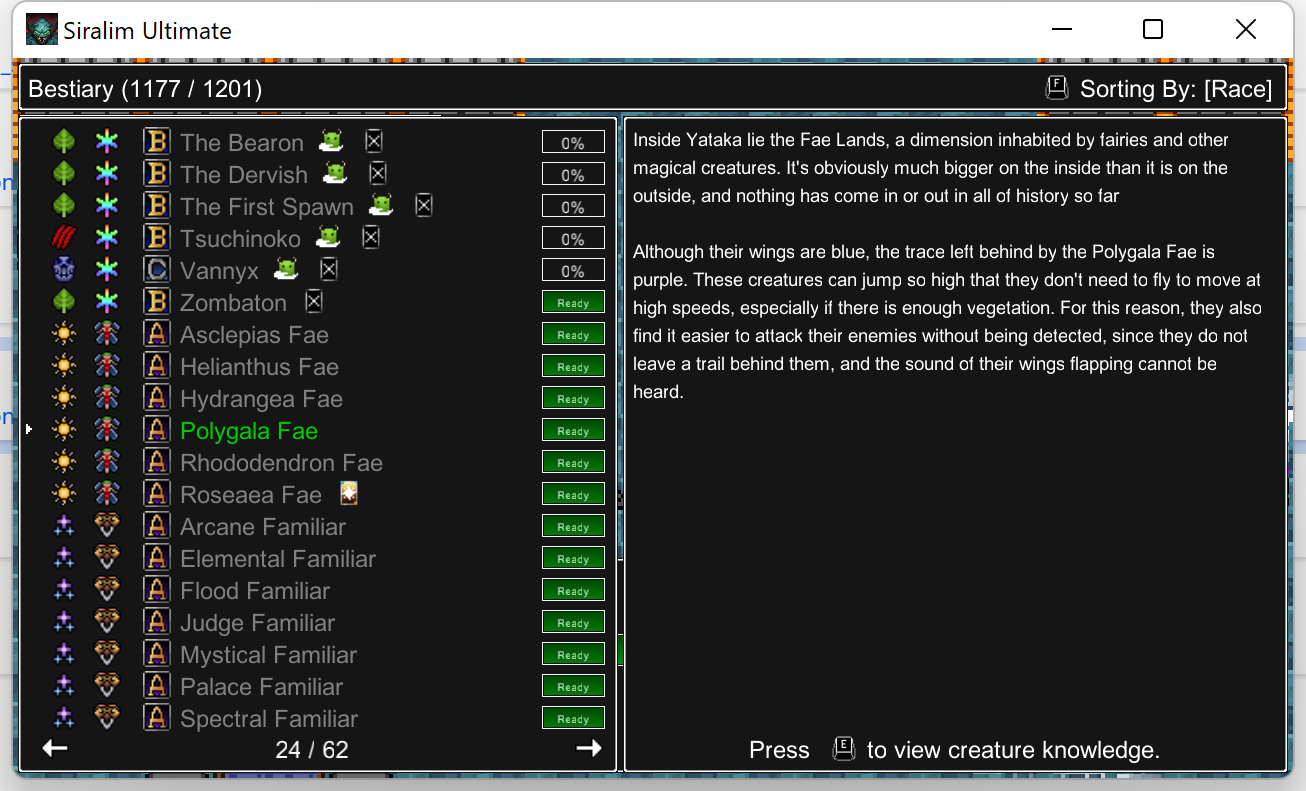 Siralim Ultimate
Bestiary (1177 / 1201)
F Sorting By: [Race]
B The Bearon 0%
B The Dervish 0%
B The First Spawn 0%
B Tsuchinoko 0%
C Vannyx 0%
B Zombaton Ready
A Asclepias Fae Ready
A Helianthus Fae Ready
A Hydrangea Fae Ready
A Polygala Fae Ready
A Rhododendron Fae Ready
A Roseaea Fae Ready
A Arcane Familiar Ready
A Elemental Familiar Ready
A Flood Familiar Ready
A Judge Familiar Ready
A Mystical Familiar Ready
A Palace Familiar Ready
A Spectral Familiar Ready
24 / 62
Inside Yataka lie the Fae Lands, a dimension inhabited by fairies and other
magical creatures. It's obviously much bigger on the inside than it is on the
outside, and nothing has come in or out in all of history so far
Although their wings are blue, the trace left behind by the Polygala Fae is
purple. These creatures can jump so high that they don't need to fly to move at
high speeds, especially if there is enough vegetation. For this reason, they also
find it easier to attack their enemies without being detected, since they do not
leave a trail behind them, and the sound of their wings flapping cannot be
heard.
Press E to view creature knowledge.